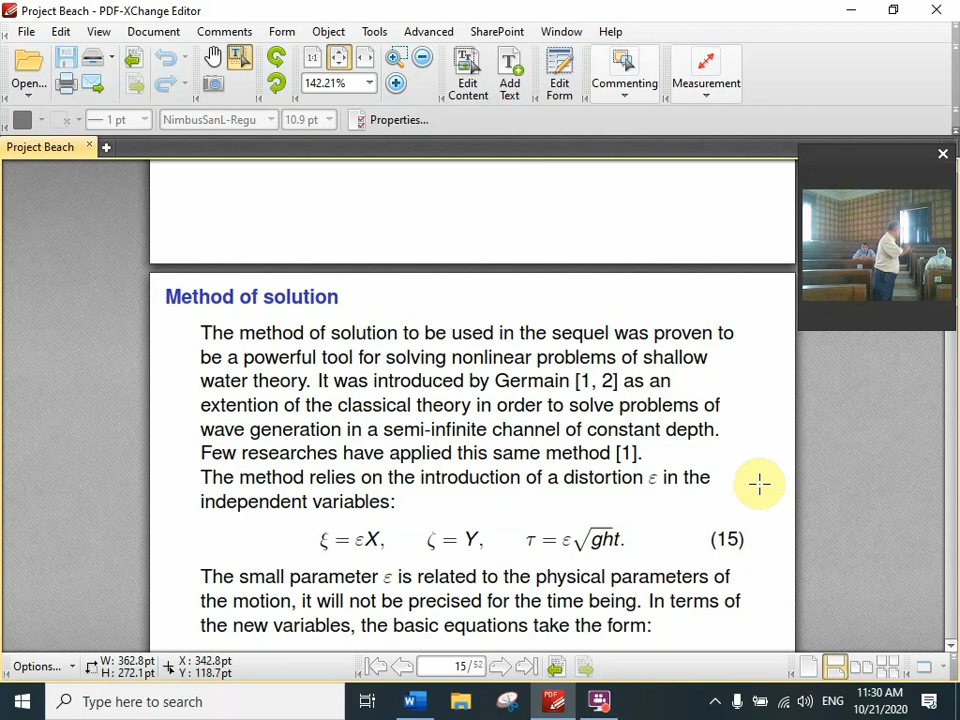 Project Beach - PDF-XChange Editor
File Edit View Document Comments Form Object Tools Advanced SharePoint Window Help
Open...
1:1
142.21%
Edit Content
Add Text
Edit Form
Commenting
Measurement
1 pt
NimbusSanL-Regu
10.9 pt
Properties...
Project Beach
Method of solution
The method of solution to be used in the sequel was proven to
be a powerful tool for solving nonlinear problems of shallow
water theory. It was introduced by Germain [1, 2] as an
extention of the classical theory in order to solve problems of
wave generation in a semi-infinite channel of constant depth.
Few researches have applied this same method [1].
The method relies on the introduction of a distortion ε in the
independent variables:
ξ = εX, ζ = Y, τ = ε√ght. (15)
The small parameter ε is related to the physical parameters of
the motion, it will not be precised for the time being. In terms of
the new variables, the basic equations take the form:
Options...
W: 362.8pt
H: 272.1pt
X: 342.8pt
Y: 118.7pt
15/52
Type here to search
W
PDF
ENG
11:30 AM
10/21/2020